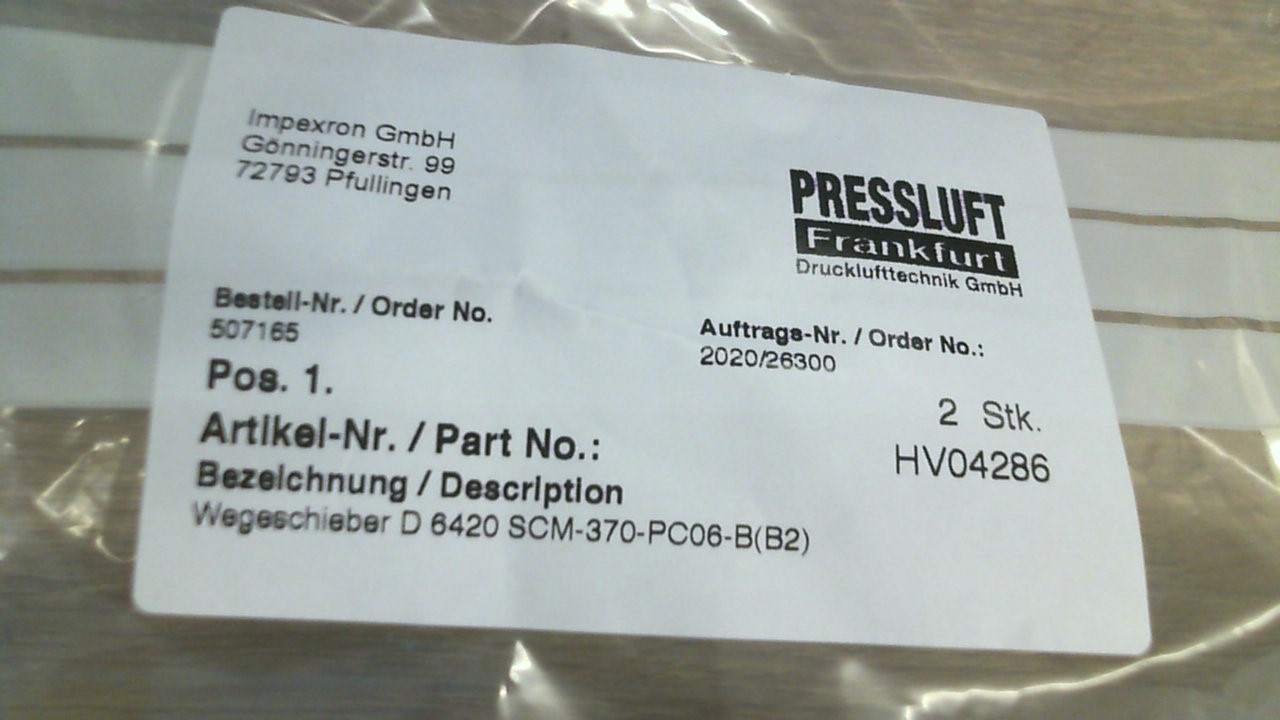 Impexron GmbH
Gönningerstr. 99
72793 Pfullingen
PRESSLUFT
Frankfurt
Drucklufttechnik GmbH
Bestell-Nr. / Order No.
507165
Auftrags-Nr. / Order No.:
2020/26300
Pos. 1.
2 Stk.
Artikel-Nr. / Part No.:
HV04286
Bezeichnung / Description
Wegeschieber D 6420 SCM-370-PC06-B(B2)